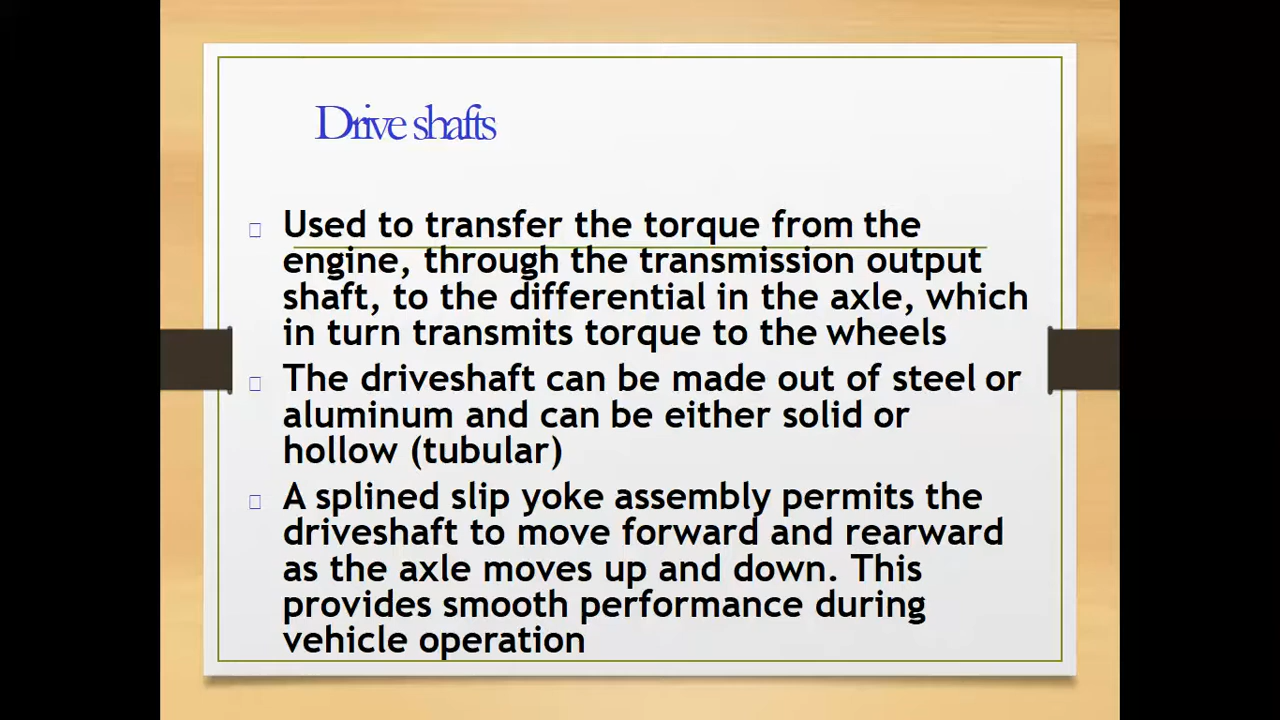 Drive shafts
Used to transfer the torque from the
engine, through the transmission output
shaft, to the differential in the axle, which
in turn transmits torque to the wheels
The driveshaft can be made out of steel or
aluminum and can be either solid or
hollow (tubular)
A splined slip yoke assembly permits the
driveshaft to move forward and rearward
as the axle moves up and down. This
provides smooth performance during
vehicle operation